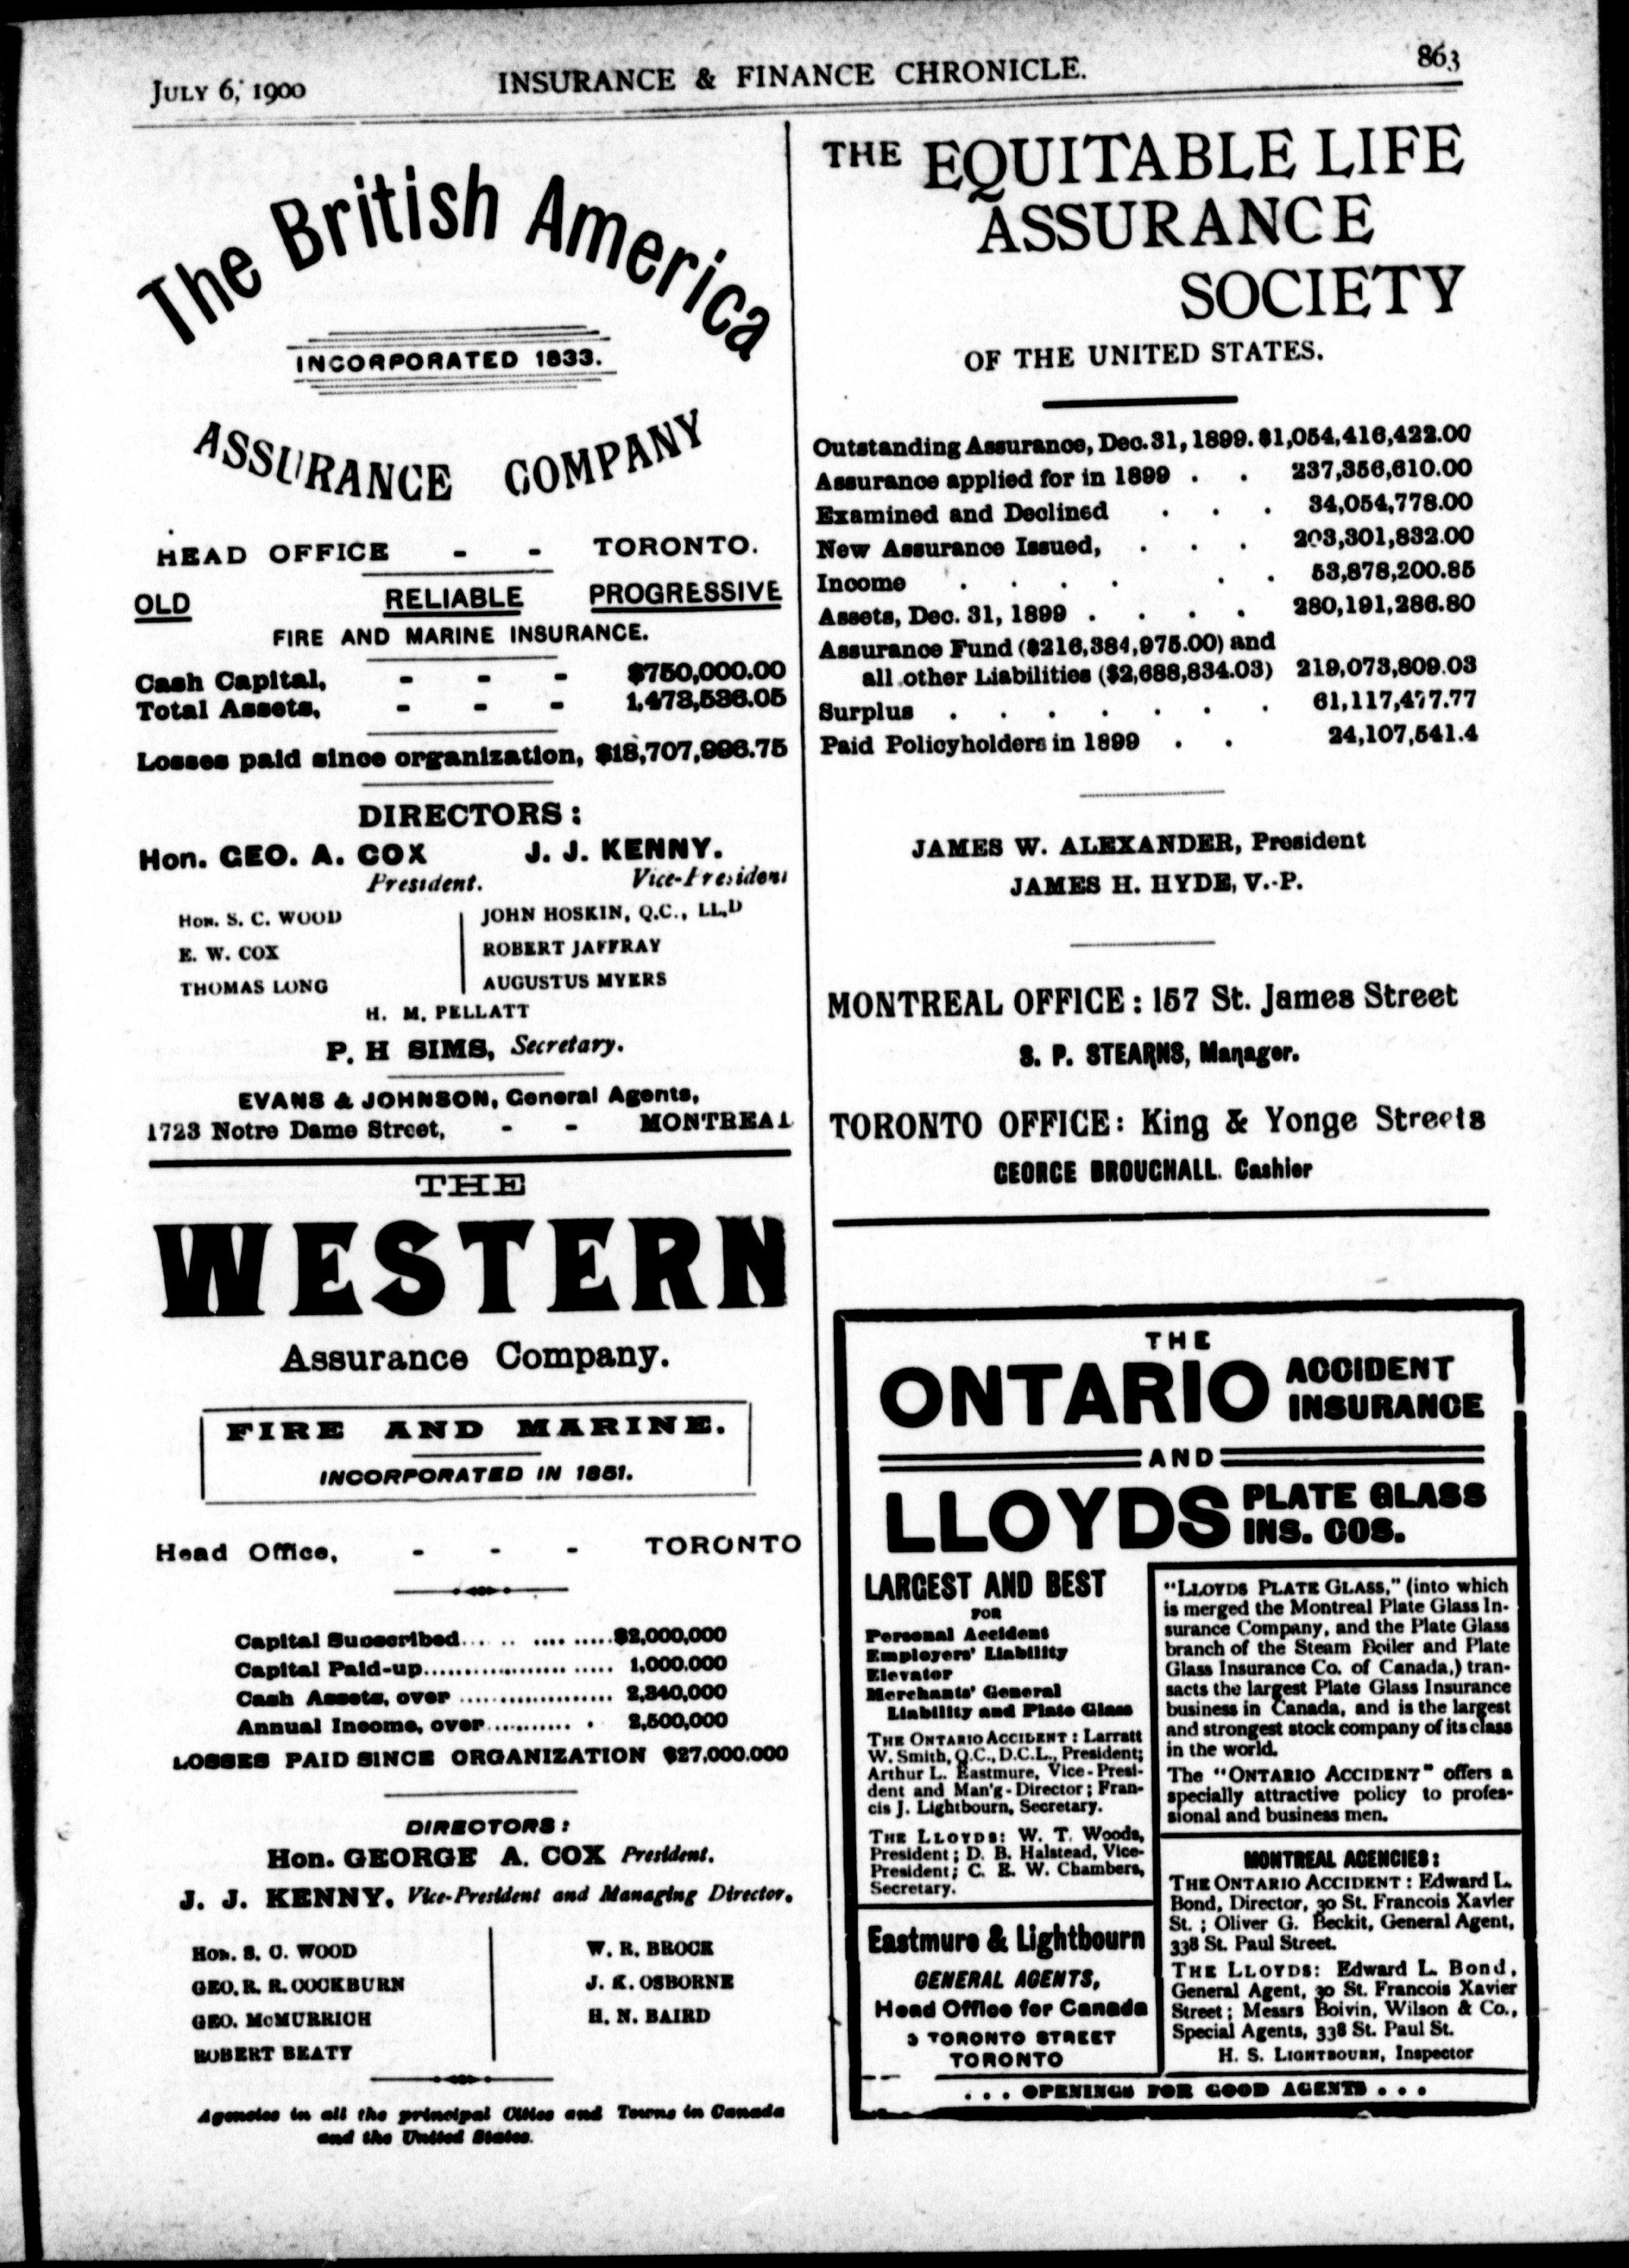 JULY 6, 1900
INSURANCE & FINANCE CHRONICLE.
863
The British America
INCORPORATED 1833.
ASSURANCE COMPANY
HEAD OFFICE - - TORONTO.
OLD RELIABLE PROGRESSIVE
FIRE AND MARINE INSURANCE.
Cash Capital, - - - $750,000.00
Total Assets, - - - 1,473,536.05
Losses paid since organization, $18,707,996.75
DIRECTORS:
Hon. GEO. A. COX J. J. KENNY.
President. Vice-President
HON. S. C. WOOD JOHN HOSKIN, Q.C., LL.D
E. W. COX ROBERT JAFFRAY
THOMAS LONG AUGUSTUS MYERS
H. M. PELLATT
P. H SIMS, Secretary.
EVANS & JOHNSON, General Agents,
1723 Notre Dame Street, - - MONTREAL
THE
WESTERN
Assurance Company.
FIRE AND MARINE.
INCORPORATED IN 1851.
Head Office, - - - TORONTO
Capital Suoscribed............$2,000,000
Capital Paid-up............ 1,000,000
Cash Assets, over ............ 2,340,000
Annual Income, over............ 2,500,000
LOSSES PAID SINCE ORGANIZATION $27,000.000
DIRECTORS:
Hon. GEORGE A. COX President.
J. J. KENNY, Vice-President and Managing Director.
HON. S. C. WOOD W. R. BROCK
GEO. R. R. COCKBURN J. K. OSBORNE
GEO. McMURRICH H. N. BAIRD
ROBERT BEATY
Agencies in all the principal Cities and Towns in Canada
and the United States.
THE EQUITABLE LIFE
ASSURANCE
SOCIETY
OF THE UNITED STATES.
Outstanding Assurance, Dec. 31, 1899. $1,054,416,422.00
Assurance applied for in 1899 . . 237,356,610.00
Examined and Declined . . . 34,054,778.00
New Assurance Issued, . . . 203,301,832.00
Income . . . . . . 53,878,200.85
Assets, Dec. 31, 1899 . . . . 280,191,286.80
Assurance Fund ($216,384,975.00) and
all other Liabilities ($2,688,834.03) 219,073,809.03
Surplus . . . . . . . 61,117,477.77
Paid Policyholders in 1899 . . 24,107,541.4
JAMES W. ALEXANDER, President
JAMES H. HYDE, V.-P.
MONTREAL OFFICE: 157 St. James Street
S. P. STEARNS, Manager.
TORONTO OFFICE: King & Yonge Streets
GEORGE BROUGHALL. Cashier
THE
ONTARIO ACCIDENT
INSURANCE
AND
LLOYDS PLATE GLASS
INS. COS.
LARGEST AND BEST
FOR
Personal Accident
Employers' Liability
Elevator
Merchants' General
Liability and Plate Glass
THE ONTARIO ACCIDENT: Larratt
W. Smith, Q.C., D.C.L., President;
Arthur L. Eastmure, Vice-Presi-
dent and Man'g-Director; Fran-
cis J. Lightbourn, Secretary.
THE LLOYDS: W. T. Woods,
President; D. B. Halstead, Vice-
President; C. E. W. Chambers,
Secretary.
Eastmure & Lightbourn
GENERAL AGENTS,
Head Office for Canada
3 TORONTO STREET
TORONTO
"LLOYDS PLATE GLASS," (into which
is merged the Montreal Plate Glass In-
surance Company, and the Plate Glass
branch of the Steam Boiler and Plate
Glass Insurance Co. of Canada,) tran-
sacts the largest Plate Glass Insurance
business in Canada, and is the largest
and strongest stock company of its class
in the world.
The "ONTARIO ACCIDENT" offers a
specially attractive policy to profes-
sional and business men.
MONTREAL AGENCIES:
THE ONTARIO ACCIDENT: Edward L.
Bond, Director, 30 St. Francois Xavier
St.; Oliver G. Beckit, General Agent,
338 St. Paul Street.
THE LLOYDS: Edward L. Bond,
General Agent, 30 St. Francois Xavier
Street; Messrs Boivin, Wilson & Co.,
Special Agents, 338 St. Paul St.
H. S. LIGHTBOURN, Inspector
. . . OPENINGS FOR GOOD AGENTS . . .